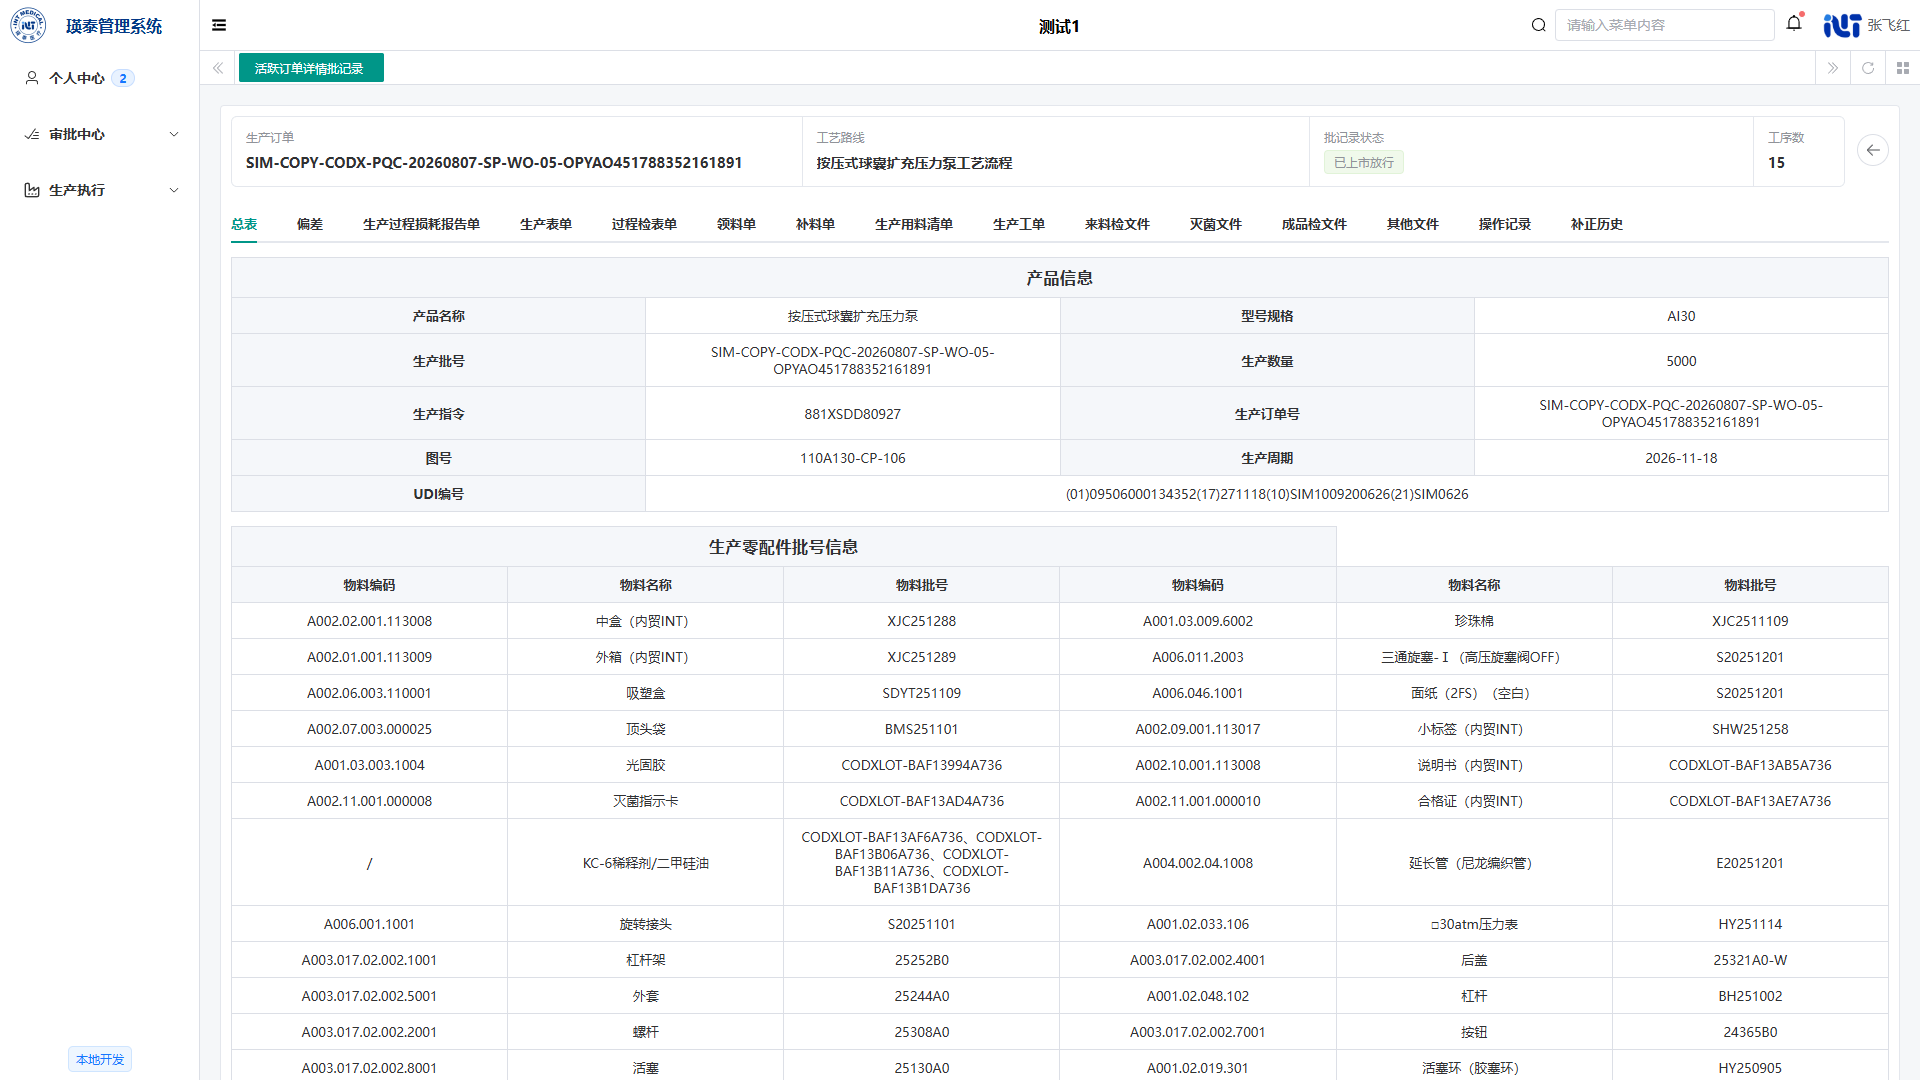 瑛泰管理系统
测试1
请输入菜单内容
张飞红
个人中心 2
审批中心
生产执行
本地开发
活跃订单详情批记录
生产订单
SIM-COPY-CODX-PQC-20260807-SP-WO-05-OPYAO451788352161891
工艺路线
按压式球囊扩充压力泵工艺流程
批记录状态
已上市放行
工序数
15
总表 偏差 生产过程损耗报告单 生产表单 过程检表单 领料单 补料单 生产用料清单 生产工单 来料检文件 灭菌文件 成品检文件 其他文件 操作记录 补正历史
产品信息
产品名称 按压式球囊扩充压力泵 型号规格 AI30
生产批号 SIM-COPY-CODX-PQC-20260807-SP-WO-05-
OPYAO451788352161891 生产数量 5000
生产指令 881XSDD80927 生产订单号 SIM-COPY-CODX-PQC-20260807-SP-WO-05-
OPYAO451788352161891
图号 110A130-CP-106 生产周期 2026-11-18
UDI编号 (01)09506000134352(17)271118(10)SIM1009200626(21)SIM0626
生产零配件批号信息
物料编码 物料名称 物料批号 物料编码 物料名称 物料批号
A002.02.001.113008 中盒（内贸INT） XJC251288 A001.03.009.6002 珍珠棉 XJC2511109
A002.01.001.113009 外箱（内贸INT） XJC251289 A006.011.2003 三通旋塞-Ⅰ（高压旋塞阀OFF） S20251201
A002.06.003.110001 吸塑盒 SDYT251109 A006.046.1001 面纸（2FS）（空白） S20251201
A002.07.003.000025 顶头袋 BMS251101 A002.09.001.113017 小标签（内贸INT） SHW251258
A001.03.003.1004 光固胶 CODXLOT-BAF13994A736 A002.10.001.113008 说明书（内贸INT） CODXLOT-BAF13AB5A736
A002.11.001.000008 灭菌指示卡 CODXLOT-BAF13AD4A736 A002.11.001.000010 合格证（内贸INT） CODXLOT-BAF13AE7A736
/ KC-6稀释剂/二甲硅油 CODXLOT-BAF13AF6A736、CODXLOT-
BAF13B06A736、CODXLOT-
BAF13B11A736、CODXLOT-
BAF13B1DA736 A004.002.04.1008 延长管（尼龙编织管） E20251201
A006.001.1001 旋转接头 S20251101 A001.02.033.106 □30atm压力表 HY251114
A003.017.02.002.1001 杠杆架 25252B0 A003.017.02.002.4001 后盖 25321A0-W
A003.017.02.002.5001 外套 25244A0 A001.02.048.102 杠杆 BH251002
A003.017.02.002.2001 螺杆 25308A0 A003.017.02.002.7001 按钮 24365B0
A003.017.02.002.8001 活塞 25130A0 A001.02.019.301 活塞环（胶塞环） HY250905